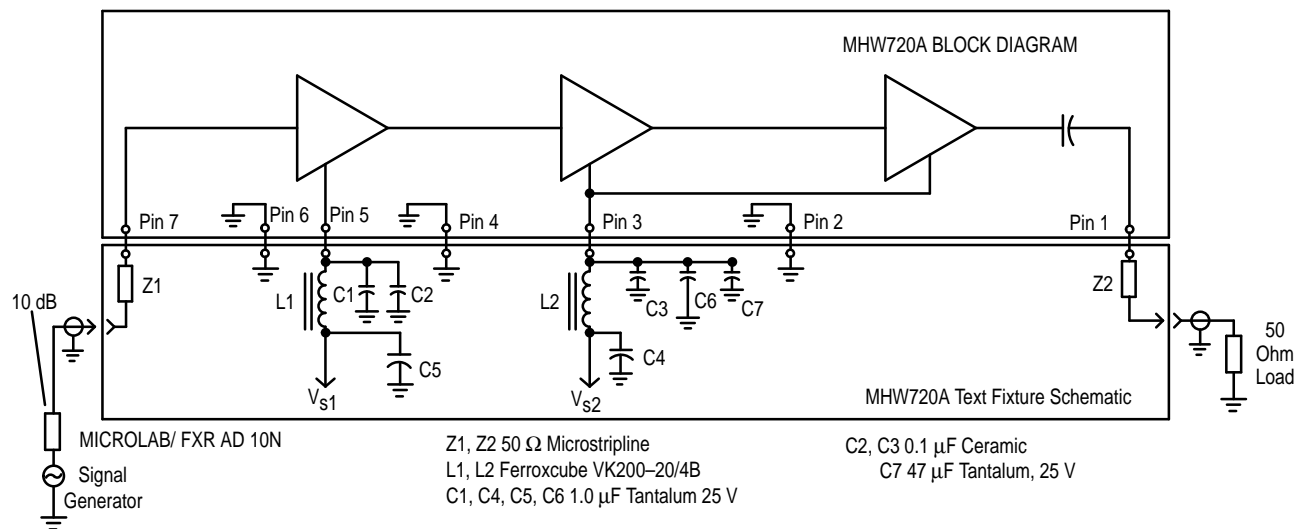 MHW720A BLOCK DIAGRAM
Pin 7
Pin 6
Pin 5
Pin 4
Pin 3
Pin 2
Pin 1
Z1
L1
C1
C2
L2
C3
C6
C7
Z2
10 dB
C5
C4
50
Ohm
Load
VS1
VS2
MHW720A Text Fixture Schematic
MICROLAB/ FXR AD 10N
Signal
Generator
Z1, Z2 50 Ω Microstripline
L1, L2 Ferroxcube VK200–20/4B
C1, C4, C5, C6 1.0 μF Tantalum 25 V
C2, C3 0.1 μF Ceramic
C7 47 μF Tantalum, 25 V